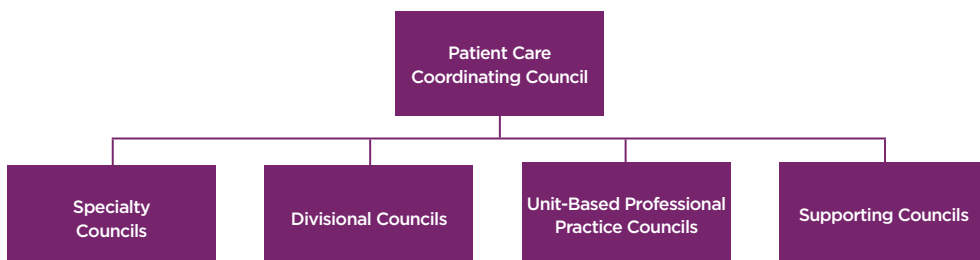 Patient Care
Coordinating Council
Specialty
Councils
Divisional Councils
Unit-Based Professional
Practice Councils
Supporting Councils